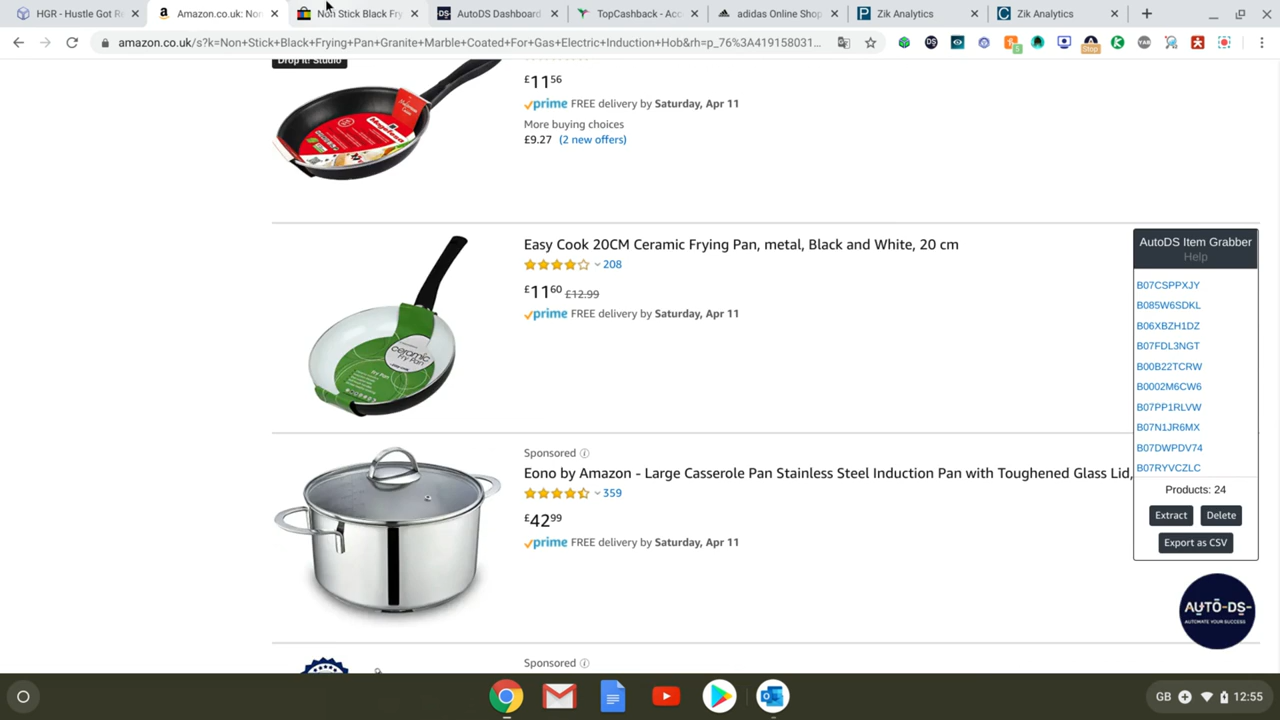 HGR - Hustle Got Re
Amazon.co.uk: Non
Non Stick Black Fry
AutoDS Dashboard
TopCashback - Acc
adidas Online Shop
Zik Analytics
Zik Analytics
amazon.co.uk/s?k=Non+Stick+Black+Frying+Pan+Granite+Marble+Coated+For+Gas+Electric+Induction+Hob&rh=p_76%3A419158031...
Drop It! Studio
£11 56
prime FREE delivery by Saturday, Apr 11
More buying choices
£9.27 (2 new offers)
Easy Cook 20CM Ceramic Frying Pan, metal, Black and White, 20 cm
208
£11 60 £12.99
prime FREE delivery by Saturday, Apr 11
ceramic
Fry Pan
Sponsored
Eono by Amazon - Large Casserole Pan Stainless Steel Induction Pan with Toughened Glass Lid,
359
£42 99
prime FREE delivery by Saturday, Apr 11
Sponsored
AutoDS Item Grabber
Help
B07CSPPXJY
B085W6SDKL
B06XBZH1DZ
B07FDL3NGT
B00B22TCRW
B0002M6CW6
B07PP1RLVW
B07N1JR6MX
B07DWPDV74
B07RYVCZLC
Products: 24
Extract Delete
Export as CSV
AUTO-DS-
AUTOMATE YOUR SUCCESS
GB 12:55